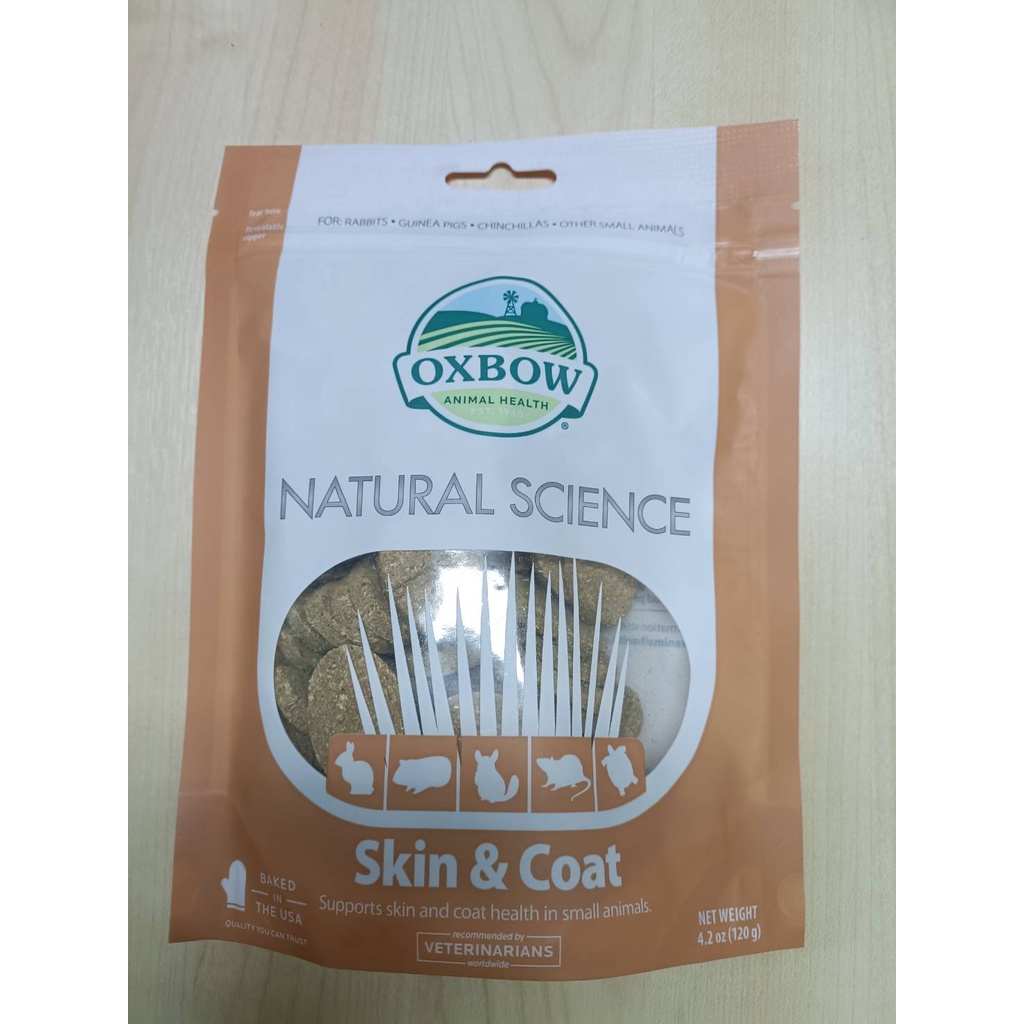 Tear here
Resealable
zipper
FOR: RABBITS • GUINEA PIGS • CHINCHILLAS • OTHER SMALL ANIMALS
OXBOW
ANIMAL HEALTH
EST. 1980
®
NATURAL SCIENCE
Skin & Coat
Supports skin and coat health in small animals.
BAKED
IN
THE USA
QUALITY YOU CAN TRUST
recommended by
VETERINARIANS
worldwide
NET WEIGHT
4.2 oz (120 g)